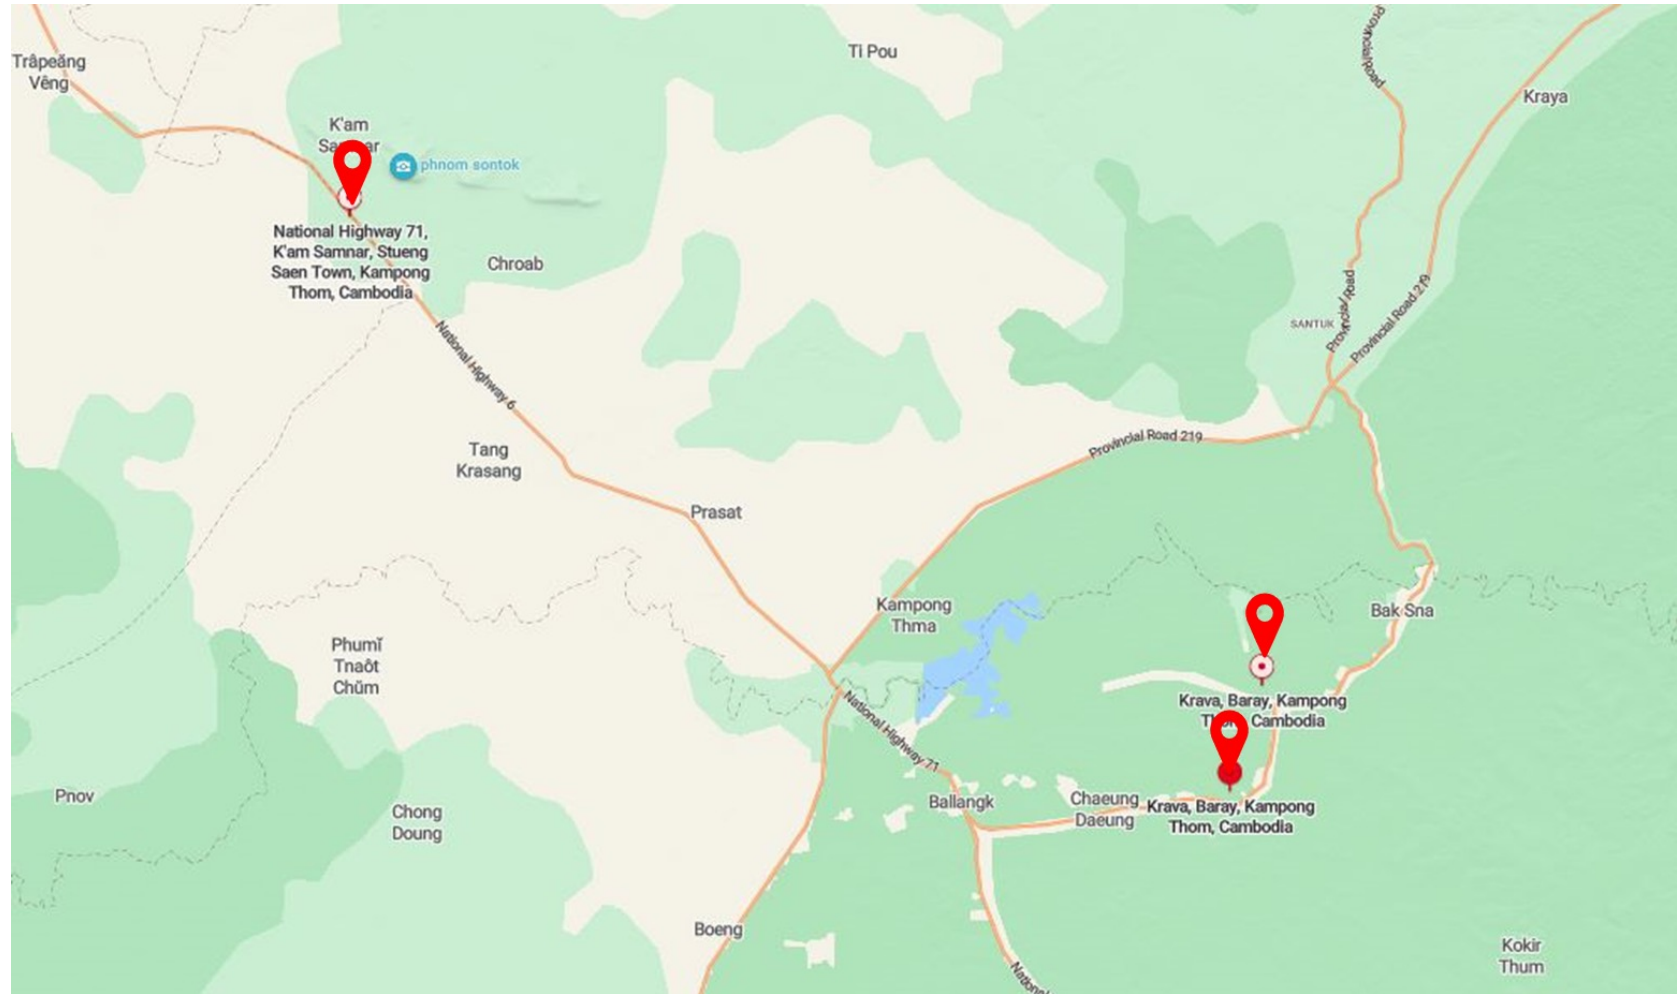 Trâpeăng
Vêng
Ti Pou
Provincial Road
Kraya
K'am
Samnar
phnom sontok
National Highway 71,
K'am Samnar, Stueng
Saen Town, Kampong
Thom, Cambodia
Chroab
SANTUK
Provincial Road
Provincial Road 219
National Highway 6
Provincial Road 219
Tang
Krasang
Prasat
Kampong
Thma
Bak Sna
Phumĭ
Tnaôt
Chŭm
Krava, Baray, Kampong
Thom, Cambodia
National Highway 71
Pnov
Chong
Doung
Ballangk
Chaeung
Daeung
Krava, Baray, Kampong
Thom, Cambodia
Boeng
Kokir
Thum
National